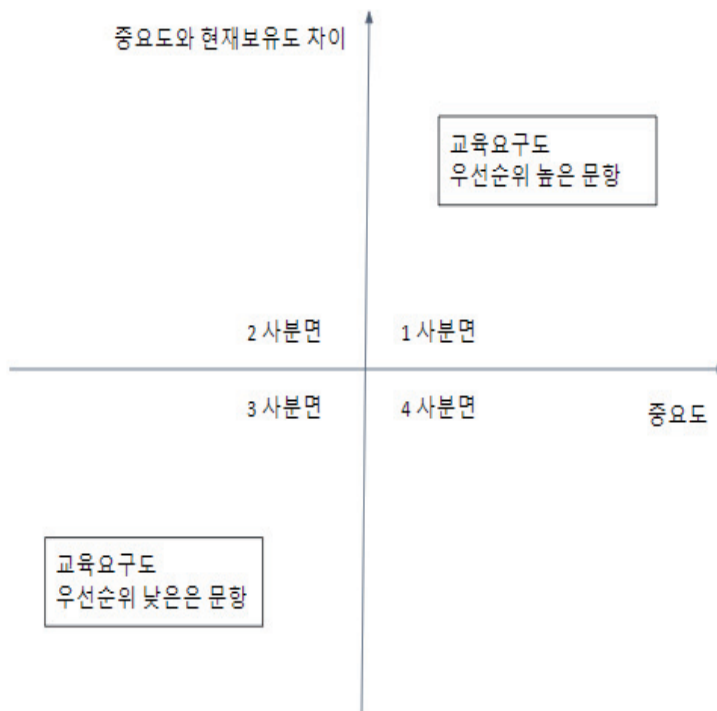 중요도와 현재보유도 차이
교육요구도
우선순위 높은 문항
2 사분면
1 사분면
3 사분면
4 사분면
중요도
교육요구도
우선순위 낮은은 문항